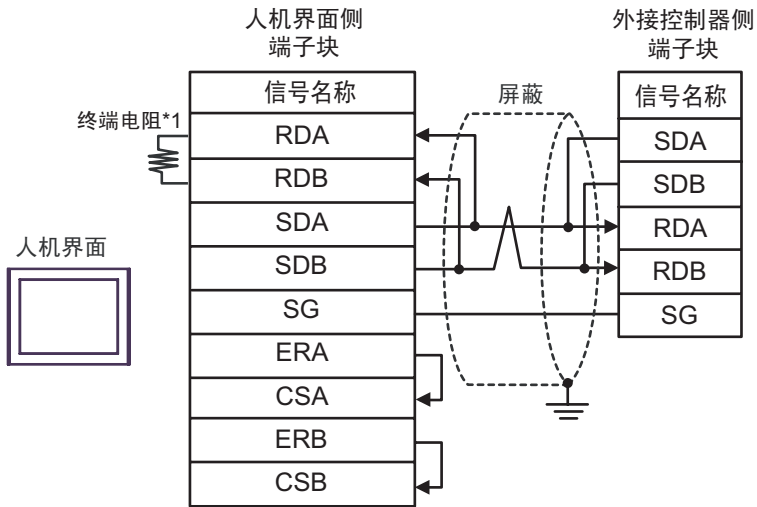 人机界面侧
端子块
外接控制器侧
端子块
信号名称
屏蔽
信号名称
终端电阻*1
RDA
SDA
RDB
SDB
SDA
RDA
人机界面
SDB
RDB
SG
SG
ERA
CSA
ERB
CSB